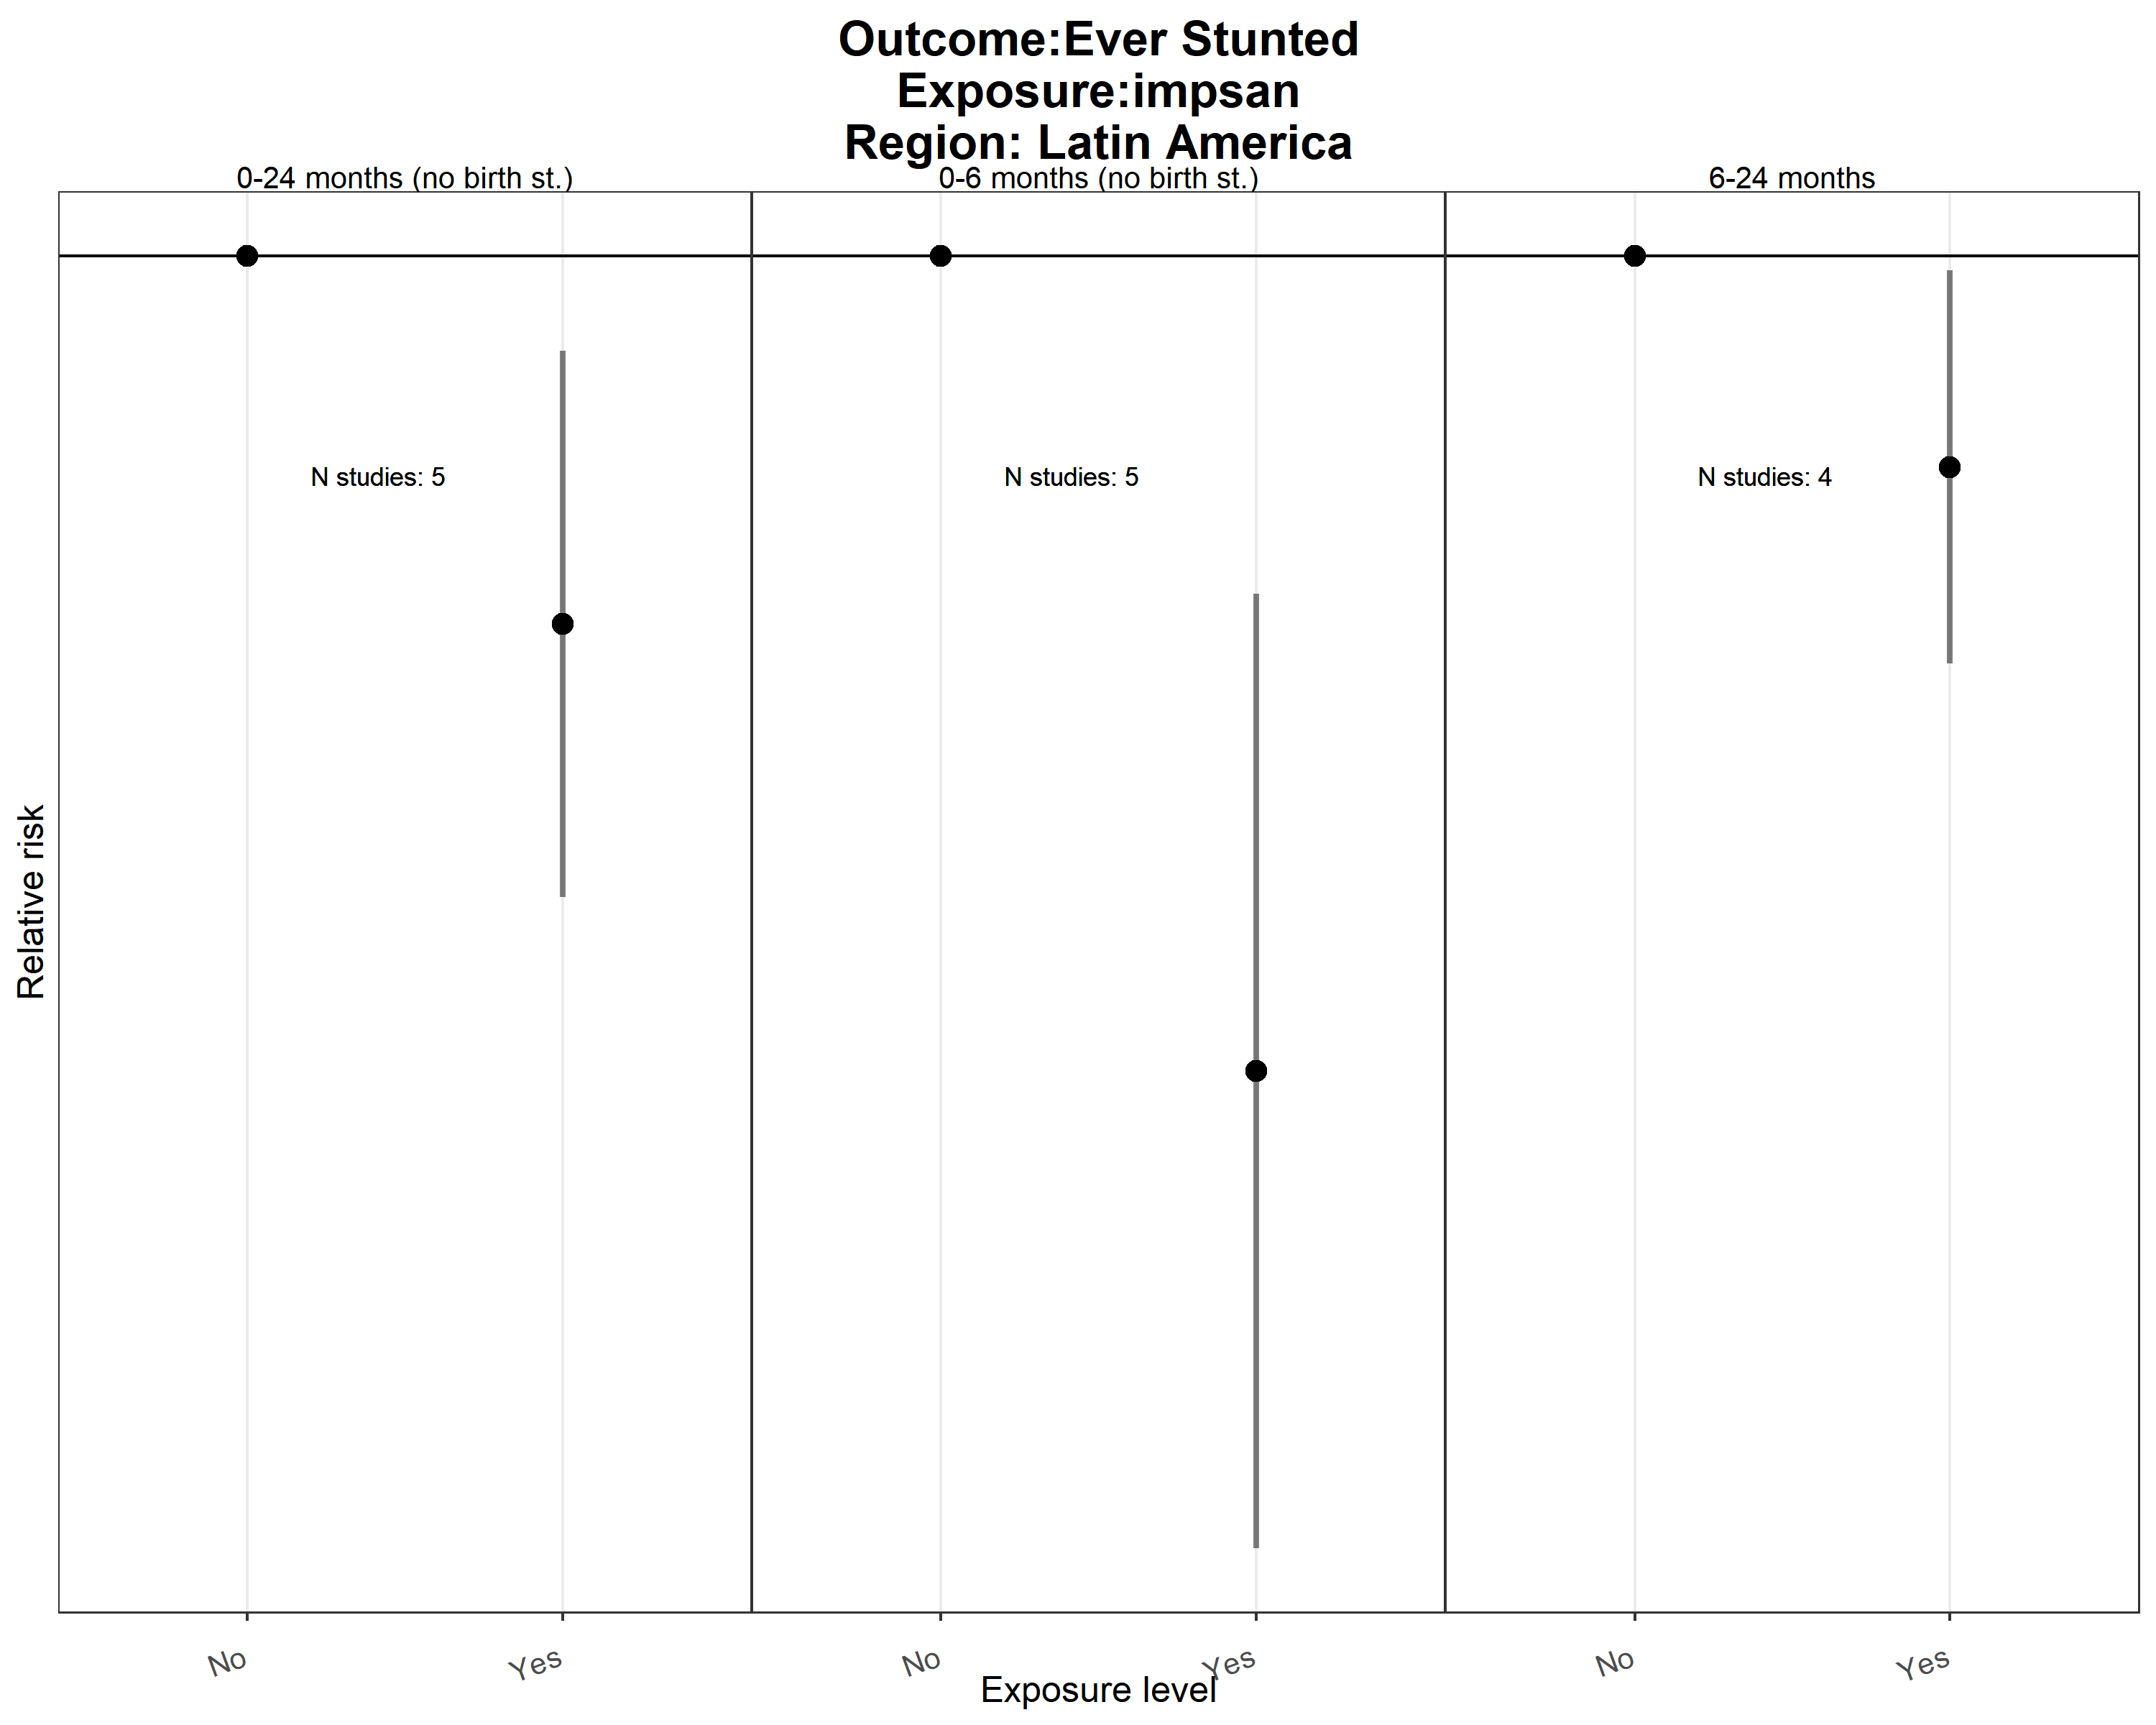 Outcome:Ever Stunted
Exposure:impsan
Region: Latin America
0-24 months (no birth st.)
0-6 months (no birth st.)
6-24 months
N studies: 5
N studies: 5
N studies: 4
Relative risk
No
Yes
No
Yes
No
Yes
Exposure level